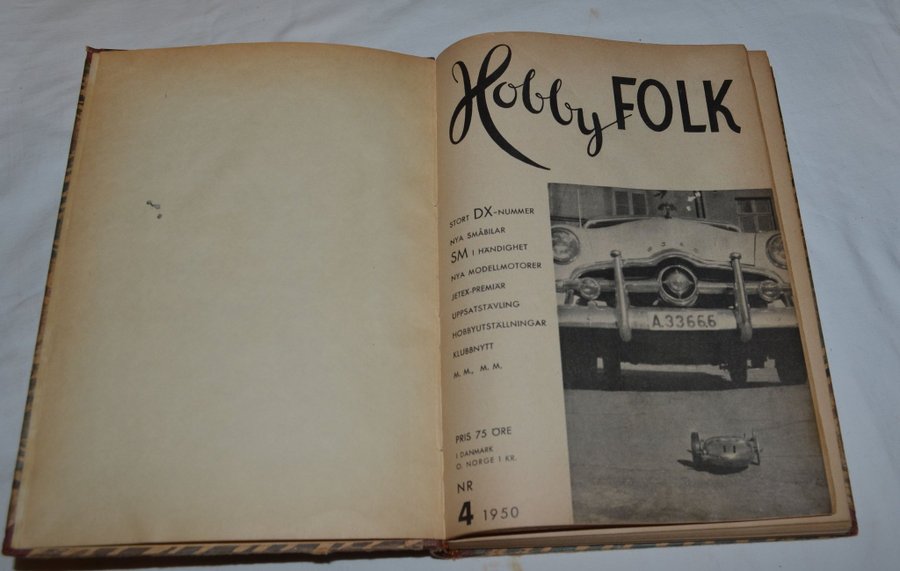 Hobby FOLK
STORT DX-NUMMER
NYA SMÅBILAR
SM I HÄNDIGHET
NYA MODELLMOTORER
JETEX-PREMIÄR
UPPSATSTÄVLING
HOBBYUTSTÄLLNINGAR
KLUBBNYTT
M. M., M. M.
FORD
A.33666
PRIS 75 ÖRE
I DANMARK
O. NORGE 1 KR.
NR
4 1950